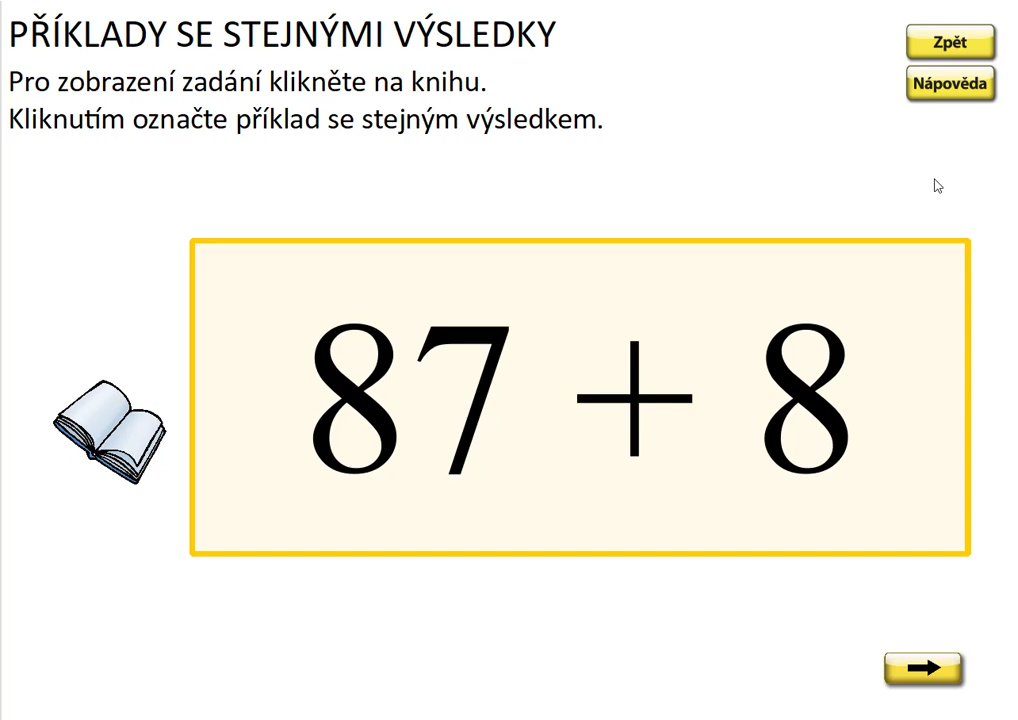 PŘÍKLADY SE STEJNÝMI VÝSLEDKY
Zpět
Pro zobrazení zadání klikněte na knihu.
Nápověda
Kliknutím označte příklad se stejným výsledkem.
87 + 8